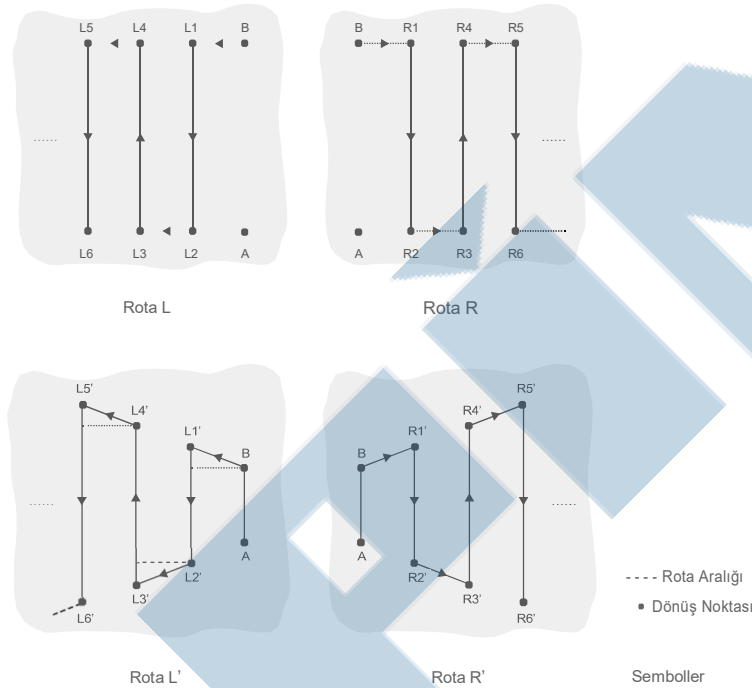 L5 L4 L1 B
B R1 R4 R5
......
......
L6 L3 L2 A
A R2 R3 R6
Rota L
Rota R
L5' L4' L1' B
L3' L2' A
L6'
R5'
R4'
B R1'
A
R2' R3'
R6'
......
......
---- Rota Aralığı
Dönüş Noktası
Rota L'
Rota R'
Semboller